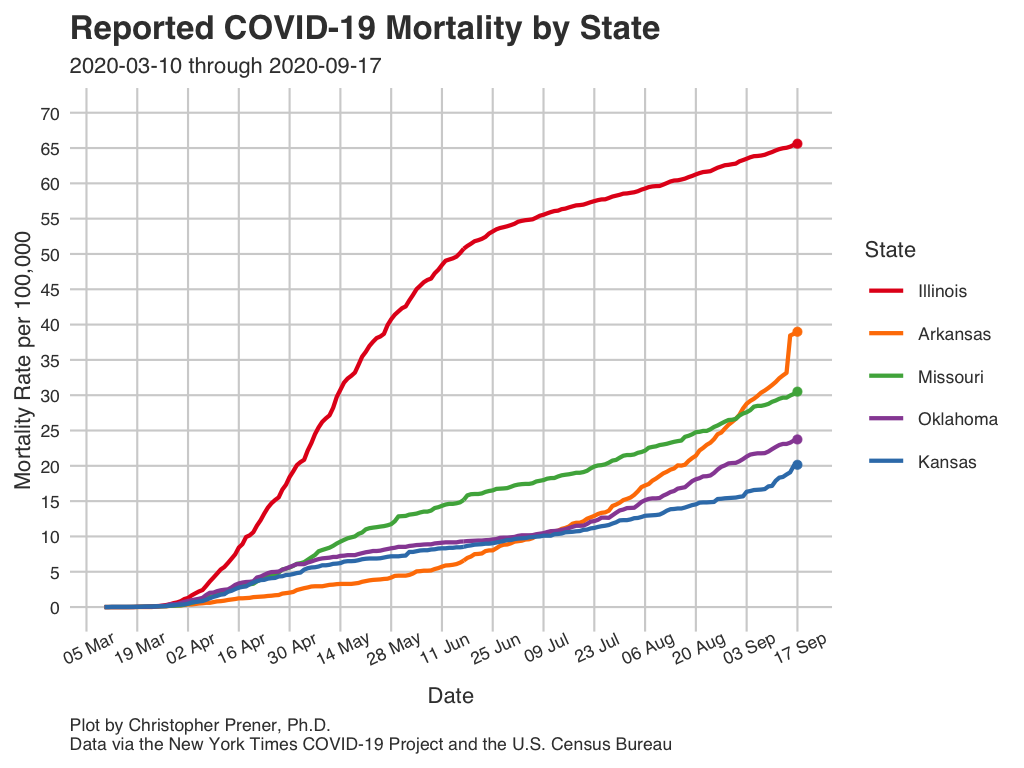 Reported COVID-19 Mortality by State
2020-03-10 through 2020-09-17
Mortality Rate per 100,000
70
65
60
55
50
45
40
35
30
25
20
15
10
5
0
05 Mar
19 Mar
02 Apr
16 Apr
30 Apr
14 May
28 May
11 Jun
25 Jun
09 Jul
23 Jul
06 Aug
20 Aug
03 Sep
17 Sep
Date
State
Illinois
Arkansas
Missouri
Oklahoma
Kansas
Plot by Christopher Prener, Ph.D.
Data via the New York Times COVID-19 Project and the U.S. Census Bureau